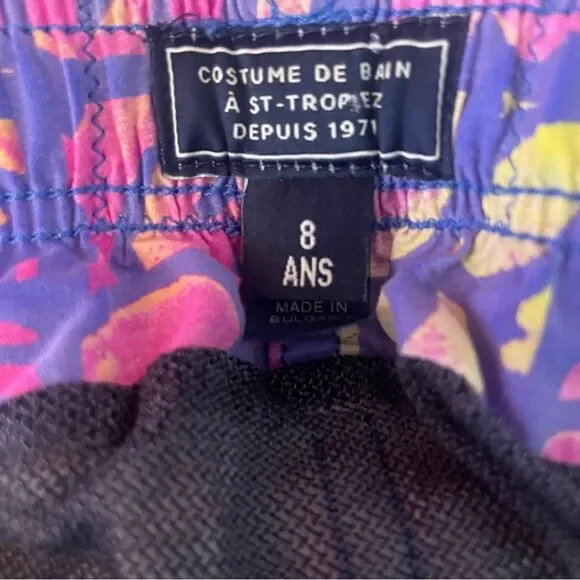 COSTUME DE BAIN
À ST-TROPEZ
DEPUIS 1971
8
ANS
MADE IN